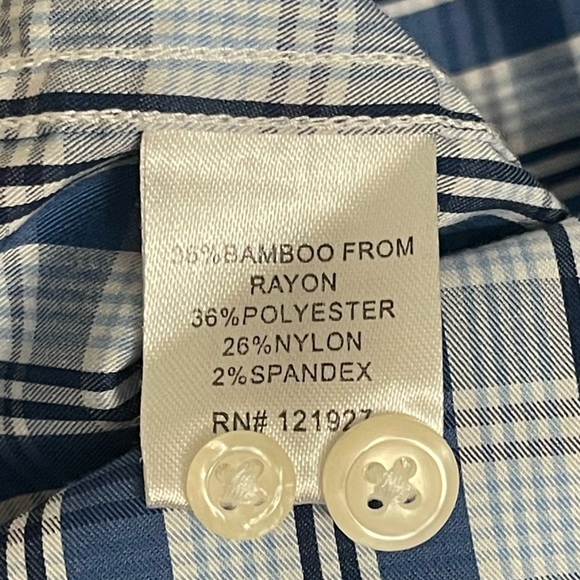 36%BAMBOO FROM
RAYON
36%POLYESTER
26%NYLON
2%SPANDEX
RN# 121927